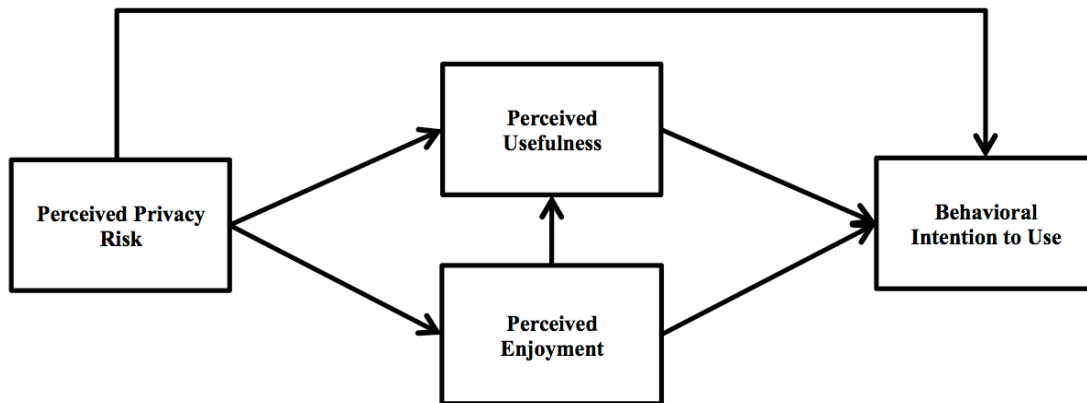 Perceived
Usefulness
Perceived Privacy
Risk
Behavioral
Intention to Use
Perceived
Enjoyment